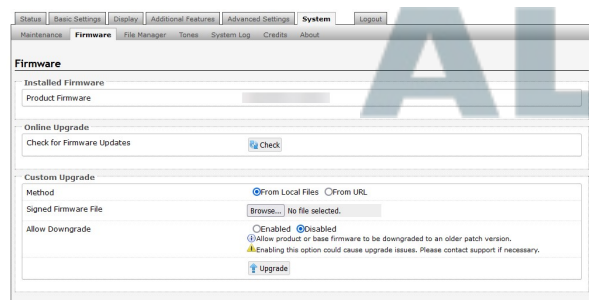 Status Basic Settings Display Additional Features Advanced Settings System Logout
Maintenance Firmware File Manager Tones System Log Credits About
Firmware
Installed Firmware
Product Firmware
Online Upgrade
Check for Firmware Updates Check
Custom Upgrade
Method From Local Files From URL
Signed Firmware File Browse... No file selected.
Allow Downgrade Enabled Disabled
Allow product or base firmware to be downgraded to an older patch version.
Enabling this option could cause upgrade issues. Please contact support if necessary.
Upgrade
AL